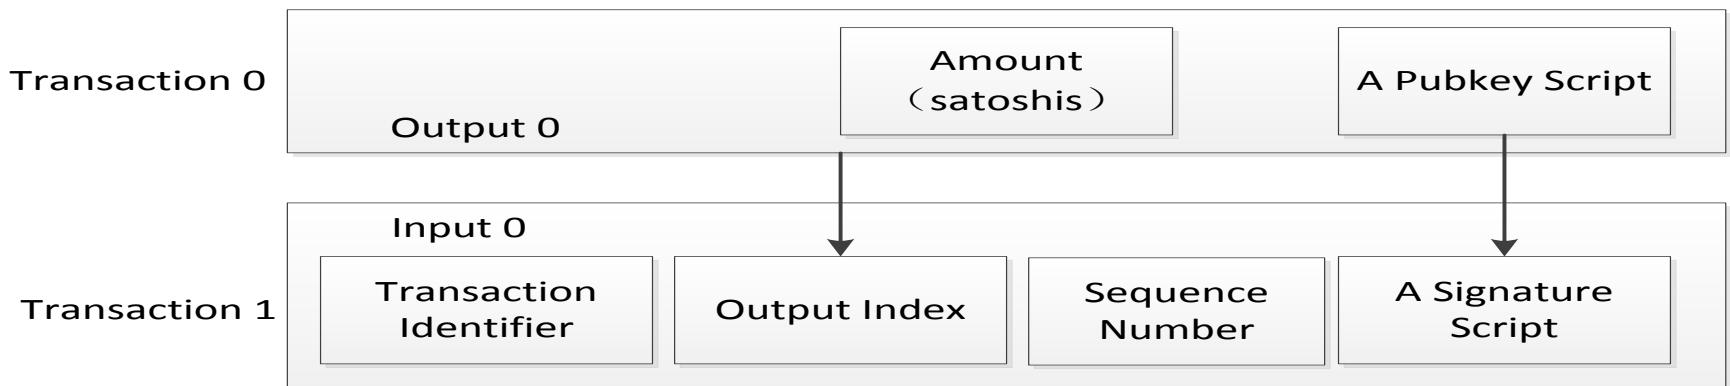 Transaction 0
Output 0
Amount
（satoshis）
A Pubkey Script
Transaction 1
Input 0
Transaction
Identifier
Output Index
Sequence
Number
A Signature
Script